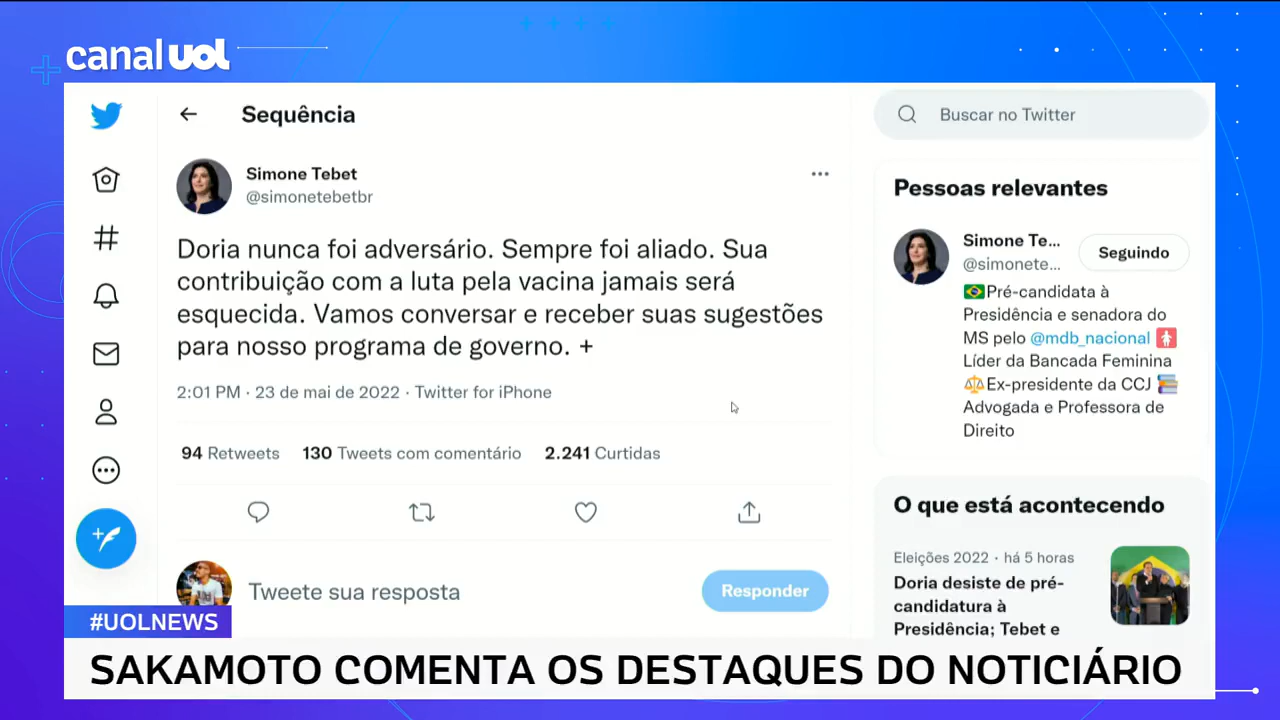 canal uol
Sequência
Buscar no Twitter
Simone Tebet
@simonetebetbr
Doria nunca foi adversário. Sempre foi aliado. Sua
contribuição com a luta pela vacina jamais será
esquecida. Vamos conversar e receber suas sugestões
para nosso programa de governo. +
2:01 PM · 23 de mai de 2022 · Twitter for iPhone
94 Retweets 130 Tweets com comentário 2.241 Curtidas
Tweete sua resposta
Responder
Pessoas relevantes
Simone Te...
@simonete...
Seguindo
Pré-candidata à
Presidência e senadora do
MS pelo @mdb_nacional
Líder da Bancada Feminina
Ex-presidente da CCJ
Advogada e Professora de
Direito
O que está acontecendo
Eleições 2022 · há 5 horas
Doria desiste de pré-
candidatura à
Presidência; Tebet e
#UOLNEWS
SAKAMOTO COMENTA OS DESTAQUES DO NOTICIÁRIO